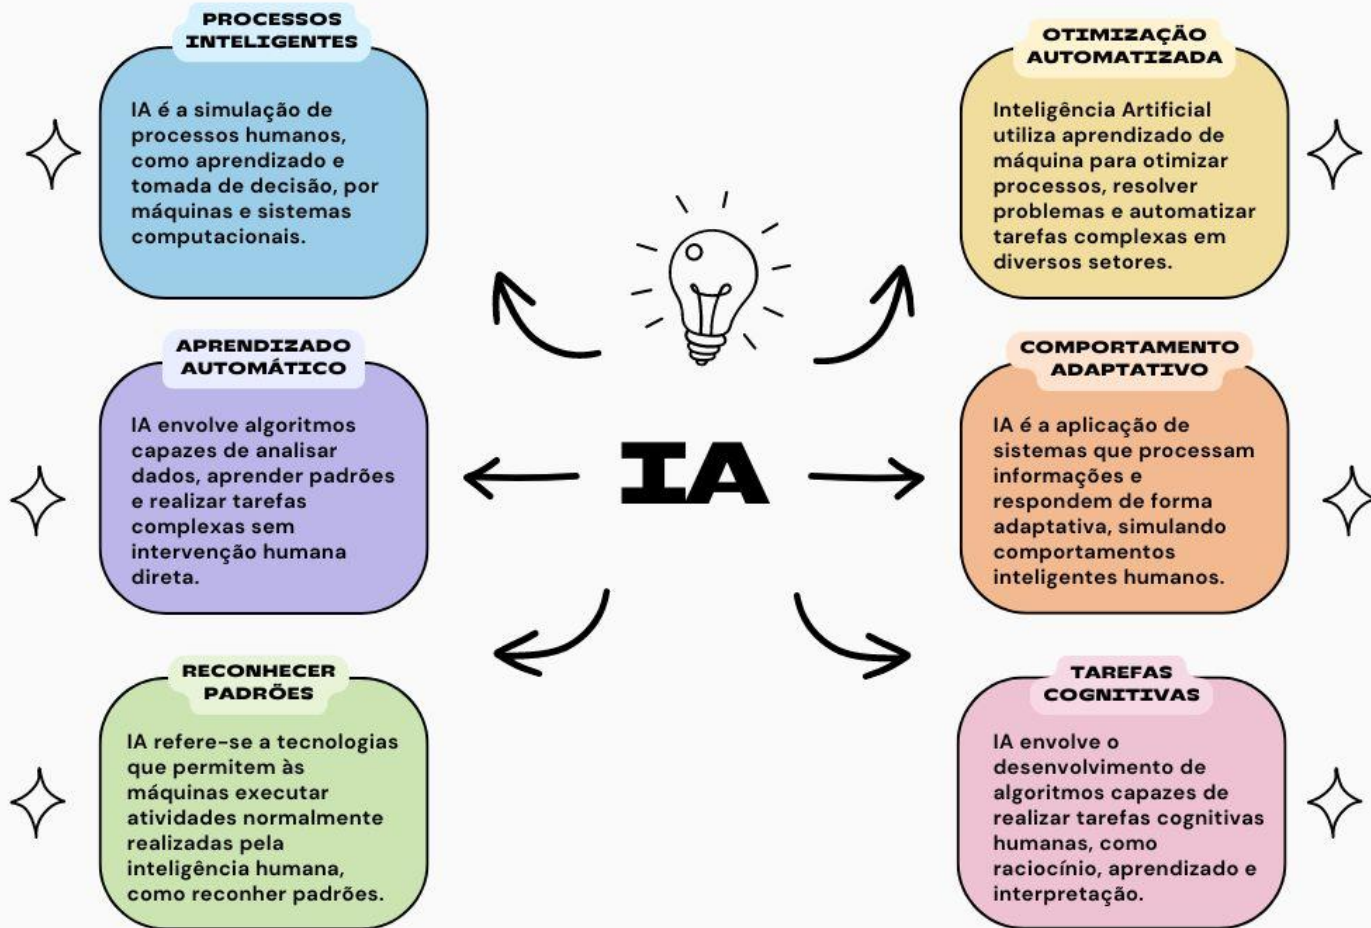 PROCESSOS
INTELIGENTES
IA é a simulação de
processos humanos,
como aprendizado e
tomada de decisão, por
máquinas e sistemas
computacionais.
APRENDIZADO
AUTOMÁTICO
IA envolve algoritmos
capazes de analisar
dados, aprender padrões
e realizar tarefas
complexas sem
intervenção humana
direta.
RECONHECER
PADRÕES
IA refere-se a tecnologias
que permitem às
máquinas executar
atividades normalmente
realizadas pela
inteligência humana,
como reconher padrões.
IA
OTIMIZAÇÃO
AUTOMATIZADA
Inteligência Artificial
utiliza aprendizado de
máquina para otimizar
processos, resolver
problemas e automatizar
tarefas complexas em
diversos setores.
COMPORTAMENTO
ADAPTATIVO
IA é a aplicação de
sistemas que processam
informações e
respondem de forma
adaptativa, simulando
comportamentos
inteligentes humanos.
TAREFAS
COGNITIVAS
IA envolve o
desenvolvimento de
algoritmos capazes de
realizar tarefas cognitivas
humanas, como
raciocínio, aprendizado e
interpretação.